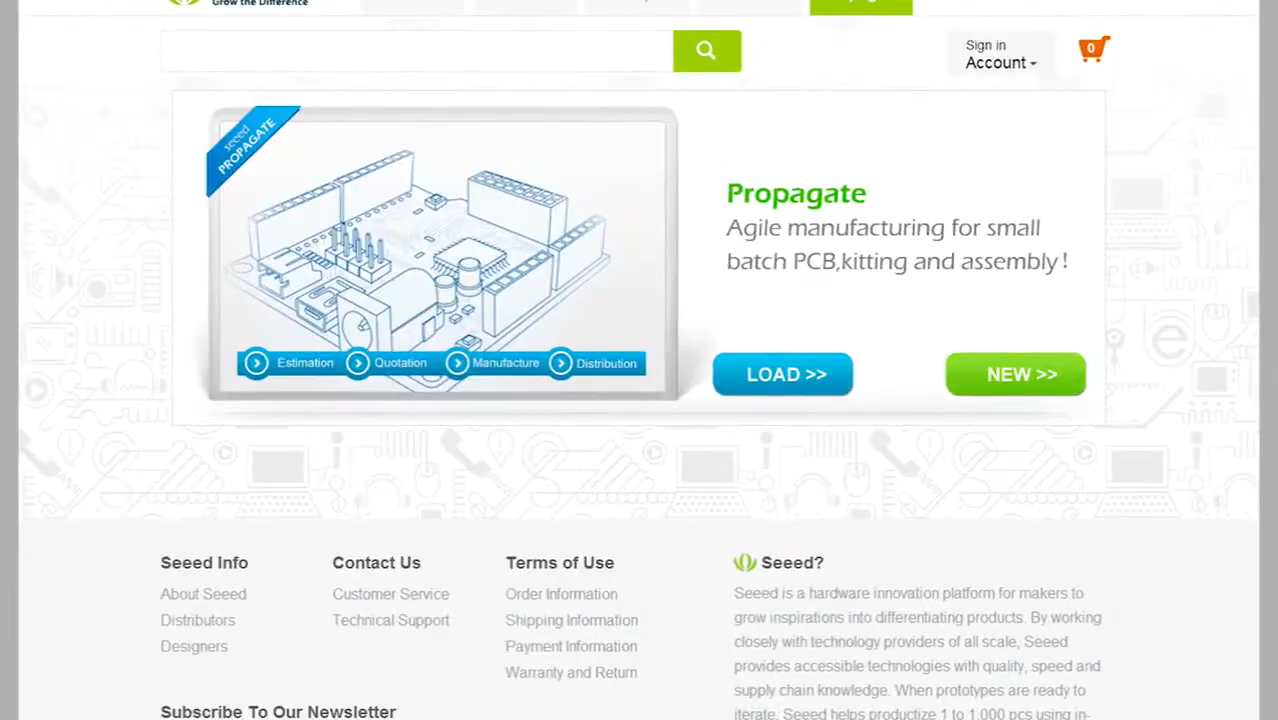 Grow the Difference
Sign in
Account
0
seeed
PROPAGATE
Propagate
Agile manufacturing for small
batch PCB,kitting and assembly!
Estimation
Quotation
Manufacture
Distribution
LOAD >>
NEW >>
Seeed Info
About Seeed
Distributors
Designers
Contact Us
Customer Service
Technical Support
Terms of Use
Order Information
Shipping Information
Payment Information
Warranty and Return
Seeed?
Seeed is a hardware innovation platform for makers to
grow inspirations into differentiating products. By working
closely with technology providers of all scale, Seeed
provides accessible technologies with quality, speed and
supply chain knowledge. When prototypes are ready to
iterate, Seeed helps productize 1 to 1,000 pcs using in-
Subscribe To Our Newsletter